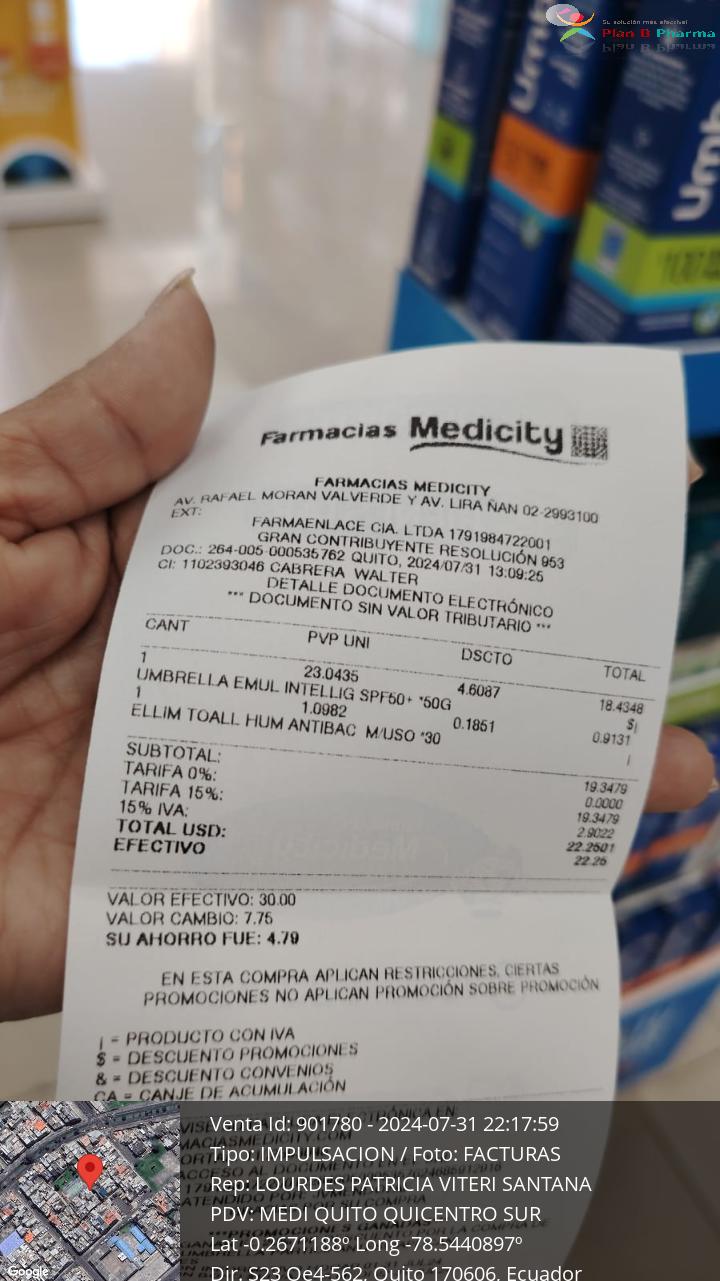 Su solución más efectiva!
Plan B Pharma
Umb
Umb
100
Farmacias Medicity
FARMACIAS MEDICITY
AV. RAFAEL MORAN VALVERDE Y AV. LIRA ÑAN 02-2993100
EXT:
FARMAENLACE CIA. LTDA 1791984722001
GRAN CONTRIBUYENTE RESOLUCIÓN 953
DOC.: 264-005-000535762 QUITO, 2024/07/31 13:09:25
CI: 1102393046 CABRERA WALTER
DETALLE DOCUMENTO ELECTRÓNICO
*** DOCUMENTO SIN VALOR TRIBUTARIO ***
CANT PVP UNI DSCTO TOTAL
1 23.0435 4.6087 18.4348
UMBRELLA EMUL INTELLIG SPF50+ *50G $|
1 1.0982 0.1851 0.9131
ELLIM TOALL HUM ANTIBAC M/USO *30 |
SUBTOTAL: 19.3479
TARIFA 0%: 0.0000
TARIFA 15%: 19.3479
15% IVA: 2.9022
TOTAL USD: 22.2501
EFECTIVO 22.25
VALOR EFECTIVO: 30.00
VALOR CAMBIO: 7.75
SU AHORRO FUE: 4.79
EN ESTA COMPRA APLICAN RESTRICCIONES, CIERTAS
PROMOCIONES NO APLICAN PROMOCIÓN SOBRE PROMOCIÓN
| = PRODUCTO CON IVA
$ = DESCUENTO PROMOCIONES
& = DESCUENTO CONVENIOS
CA = CANJE DE ACUMULACIÓN
Venta Id: 901780 - 2024-07-31 22:17:59
Tipo: IMPULSACION / Foto: FACTURAS
Rep: LOURDES PATRICIA VITERI SANTANA
PDV: MEDI QUITO QUICENTRO SUR
Lat -0.2671188º Long -78.5440897º
Dir. S23 Oe4-562, Quito 170606, Ecuador
Google